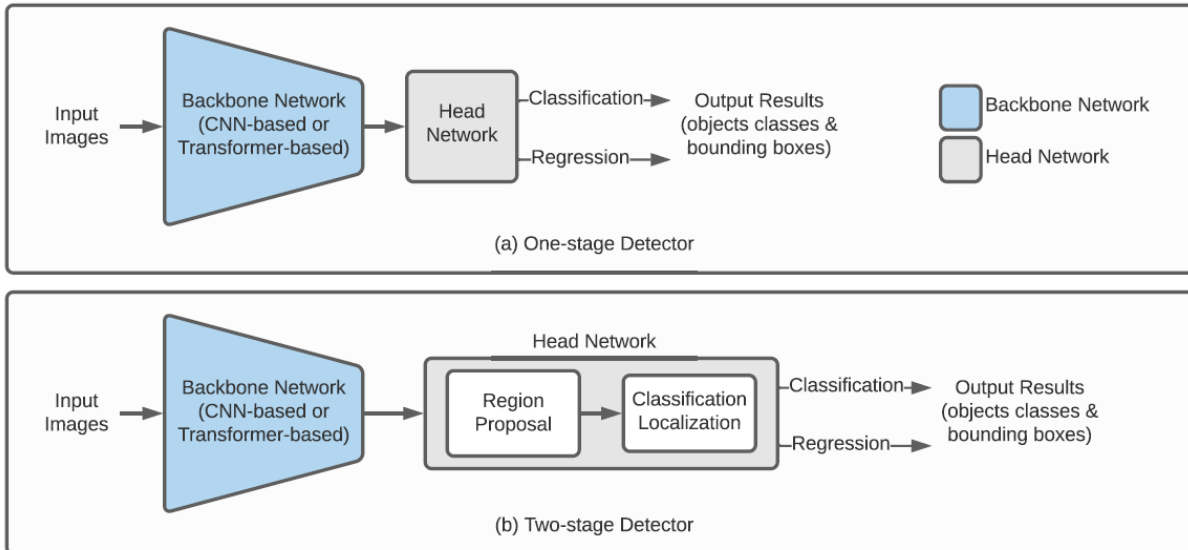 Input
Images
Backbone Network
(CNN-based or
Transformer-based)
Head
Network
Classification
Regression
Output Results
(objects classes &
bounding boxes)
Backbone Network
Head Network
(a) One-stage Detector
Head Network
Input
Images
Backbone Network
(CNN-based or
Transformer-based)
Region
Proposal
Classification
Localization
Classification
Regression
Output Results
(objects classes &
bounding boxes)
(b) Two-stage Detector